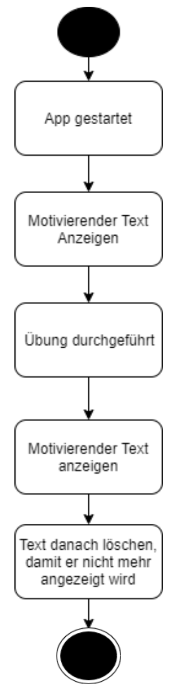 App gestartet
Motivierender Text
Anzeigen
Übung durchgeführt
Motivierender Text
anzeigen
Text danach löschen,
damit er nicht mehr
angezeigt wird